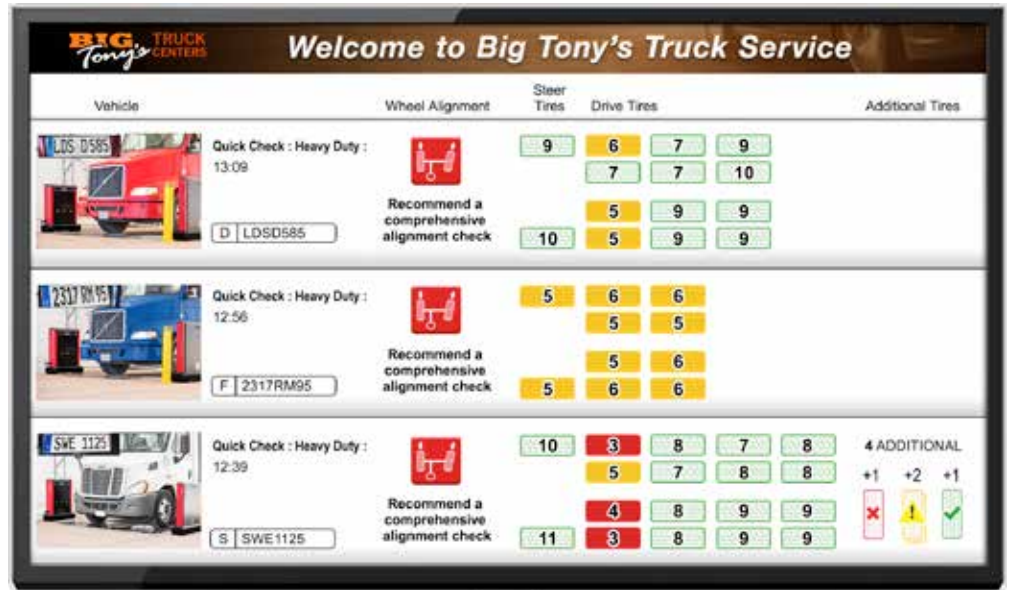 BIG Tony's TRUCK CENTERS
Welcome to Big Tony's Truck Service
Vehicle Wheel Alignment Steer Tires Drive Tires Additional Tires
LDS D585
Quick Check : Heavy Duty :
13:09
D LDSD585
Recommend a
comprehensive
alignment check
9 6 7 9
7 7 10
5 9 9
10 5 9 9
2317 RM 95
Quick Check : Heavy Duty :
12:56
F 2317RM95
Recommend a
comprehensive
alignment check
5 6 6
5 5
5 6
5 6 6
SWE 1125
Quick Check : Heavy Duty :
12:39
S SWE1125
Recommend a
comprehensive
alignment check
10 3 8 7 8
5 7 8 8
4 8 9 9
11 3 8 9 9
4 ADDITIONAL
+1 +2 +1